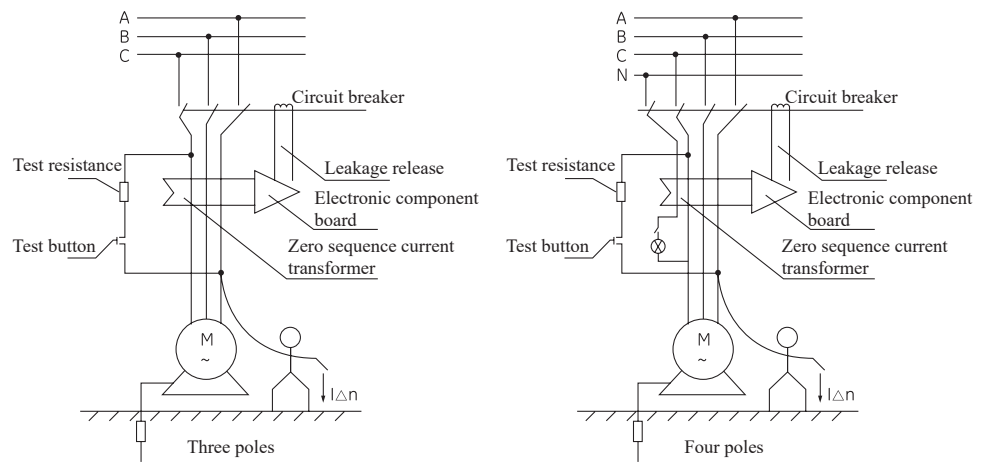 A
B
C
Circuit breaker
Test resistance
Leakage release
Electronic component
board
Test button
Zero sequence current
transformer
M
~
I△n
Three poles
A
B
C
N
Circuit breaker
Test resistance
Leakage release
Electronic component
board
Test button
Zero sequence current
transformer
M
~
I△n
Four poles